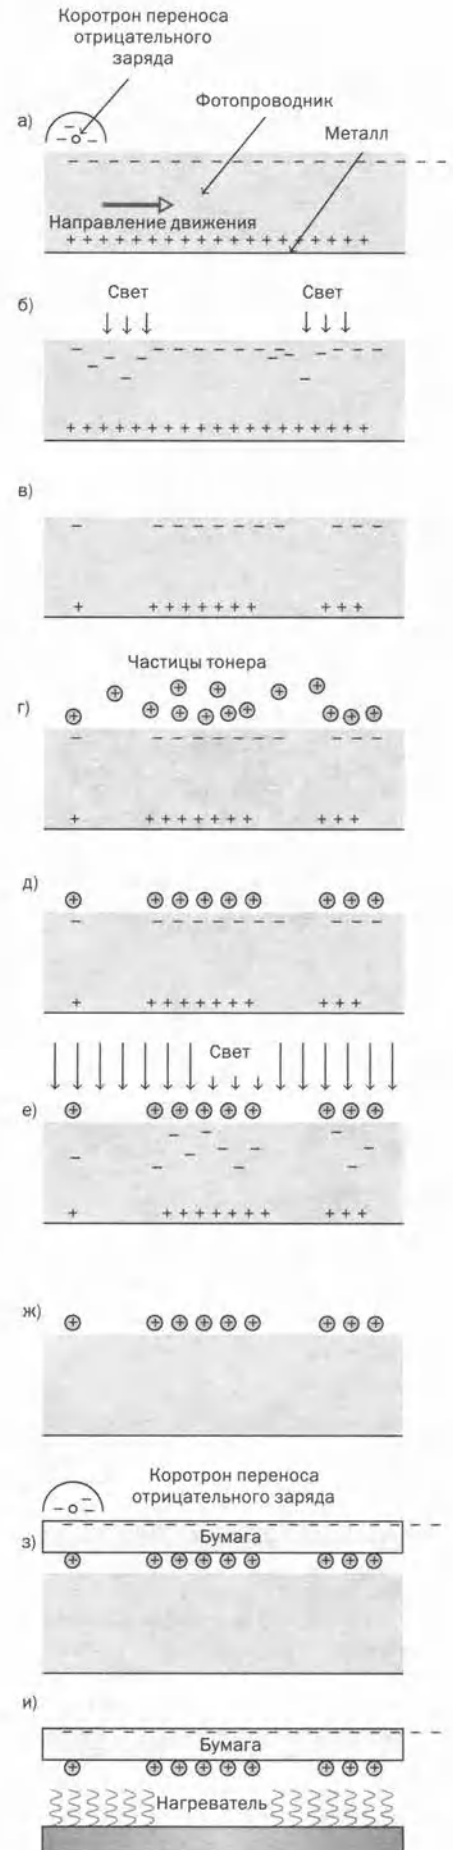 Коротрон переноса
отрицательного
заряда
а)
Фотопроводник
Металл
Направление движения
б)
Свет
Свет
в)
Частицы тонера
г)
д)
Свет
е)
ж)
Коротрон переноса
отрицательного заряда
з)
Бумага
и)
Бумага
Нагреватель